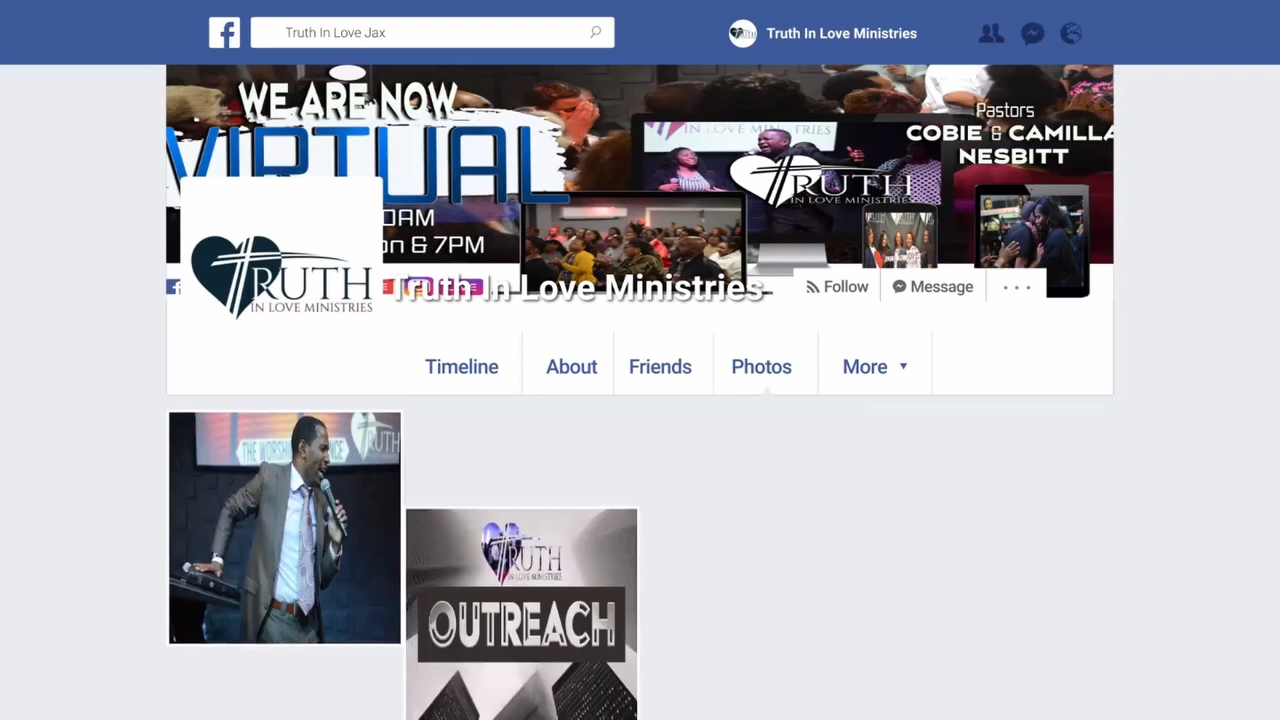 Truth In Love Jax
Truth In Love Ministries
WE ARE NOW
VIRTUAL
Pastors
COBIE & CAMILLA
NESBITT
IN LOVE MINISTRIES
TRUTH
IN LOVE MINISTRIES
& 7PM
TRUTH
IN LOVE MINISTRIES
Truth In Love Ministries
Follow
Message
Timeline
About
Friends
Photos
More
THE WORSHIP
TRUTH
TRUTH
IN LOVE MINISTRIES
OUTREACH